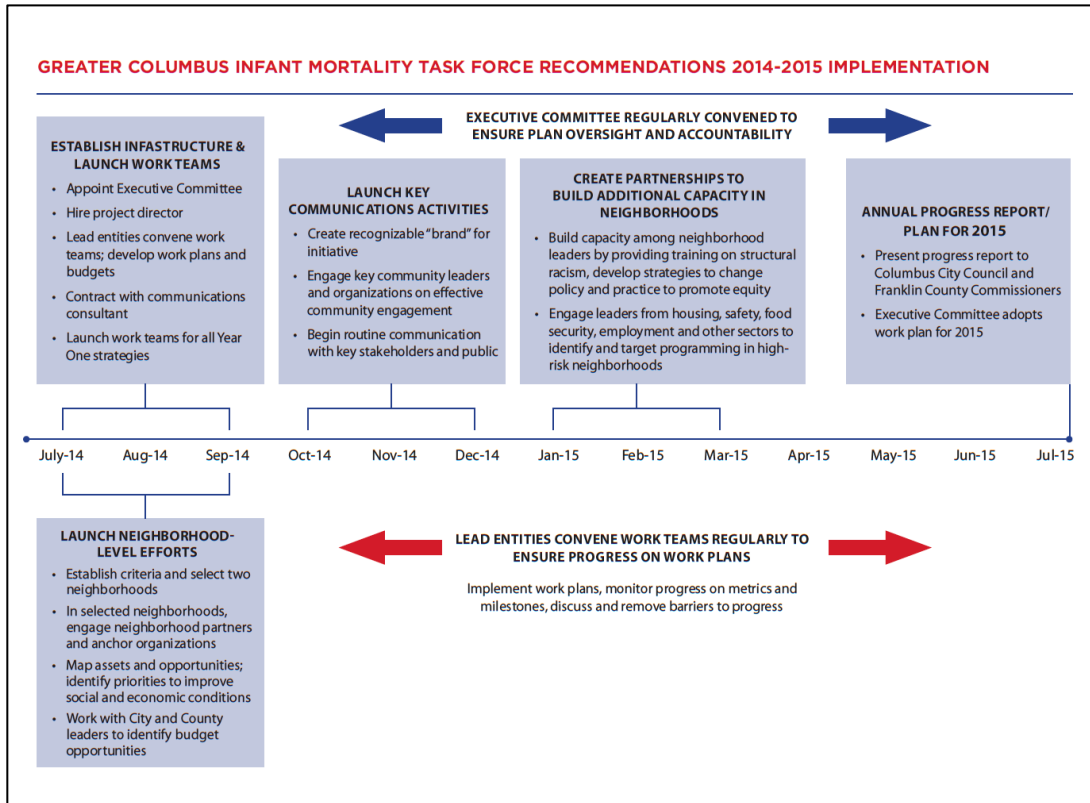 GREATER COLUMBUS INFANT MORTALITY TASK FORCE RECOMMENDATIONS 2014-2015 IMPLEMENTATION
EXECUTIVE COMMITTEE REGULARLY CONVENED TO
ENSURE PLAN OVERSIGHT AND ACCOUNTABILITY
ESTABLISH INFASTRUCTURE &
LAUNCH WORK TEAMS
• Appoint Executive Committee
• Hire project director
• Lead entities convene work
teams; develop work plans and
budgets
• Contract with communications
consultant
• Launch work teams for all Year
One strategies
LAUNCH KEY
COMMUNICATIONS ACTIVITIES
• Create recognizable “brand” for
initiative
• Engage key community leaders
and organizations on effective
community engagement
• Begin routine communication
with key stakeholders and public
CREATE PARTNERSHIPS TO
BUILD ADDITIONAL CAPACITY IN
NEIGHBORHOODS
• Build capacity among neighborhood
leaders by providing training on structural
racism, develop strategies to change
policy and practice to promote equity
• Engage leaders from housing, safety, food
security, employment and other sectors to
identify and target programming in high-
risk neighborhoods
ANNUAL PROGRESS REPORT/
PLAN FOR 2015
• Present progress report to
Columbus City Council and
Franklin County Commissioners
• Executive Committee adopts
work plan for 2015
July-14 Aug-14 Sep-14 Oct-14 Nov-14 Dec-14 Jan-15 Feb-15 Mar-15 Apr-15 May-15 Jun-15 Jul-15
LAUNCH NEIGHBORHOOD-
LEVEL EFFORTS
• Establish criteria and select two
neighborhoods
• In selected neighborhoods,
engage neighborhood partners
and anchor organizations
• Map assets and opportunities;
identify priorities to improve
social and economic conditions
• Work with City and County
leaders to identify budget
opportunities
LEAD ENTITIES CONVENE WORK TEAMS REGULARLY TO
ENSURE PROGRESS ON WORK PLANS
Implement work plans, monitor progress on metrics and
milestones, discuss and remove barriers to progress